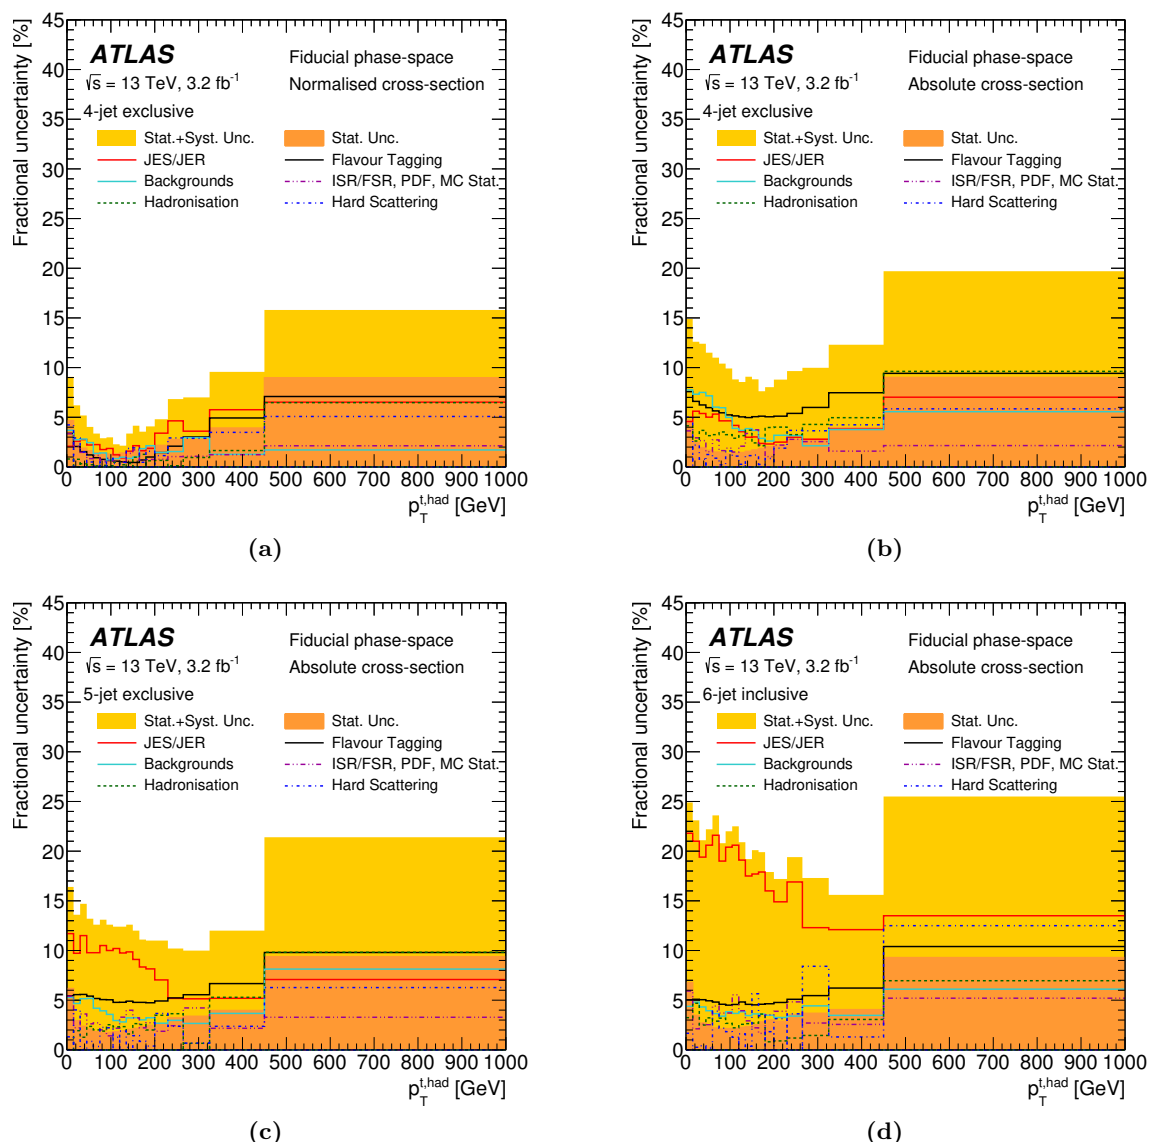 Fractional uncertainty [%]
ATLAS
√s = 13 TeV, 3.2 fb⁻¹
4-jet exclusive
Fiducial phase-space
Normalised cross-section
Stat.+Syst. Unc.
Stat. Unc.
JES/JER
Flavour Tagging
Backgrounds
ISR/FSR, PDF, MC Stat.
Hadronisation
Hard Scattering
45
40
35
30
25
20
15
10
5
0
0 100 200 300 400 500 600 700 800 900 1000
p_T^{t,had} [GeV]
(a)
Fractional uncertainty [%]
ATLAS
√s = 13 TeV, 3.2 fb⁻¹
4-jet exclusive
Fiducial phase-space
Absolute cross-section
Stat.+Syst. Unc.
Stat. Unc.
JES/JER
Flavour Tagging
Backgrounds
ISR/FSR, PDF, MC Stat.
Hadronisation
Hard Scattering
45
40
35
30
25
20
15
10
5
0
0 100 200 300 400 500 600 700 800 900 1000
p_T^{t,had} [GeV]
(b)
Fractional uncertainty [%]
ATLAS
√s = 13 TeV, 3.2 fb⁻¹
5-jet exclusive
Fiducial phase-space
Absolute cross-section
Stat.+Syst. Unc.
Stat. Unc.
JES/JER
Flavour Tagging
Backgrounds
ISR/FSR, PDF, MC Stat.
Hadronisation
Hard Scattering
45
40
35
30
25
20
15
10
5
0
0 100 200 300 400 500 600 700 800 900 1000
p_T^{t,had} [GeV]
(c)
Fractional uncertainty [%]
ATLAS
√s = 13 TeV, 3.2 fb⁻¹
6-jet inclusive
Fiducial phase-space
Absolute cross-section
Stat.+Syst. Unc.
Stat. Unc.
JES/JER
Flavour Tagging
Backgrounds
ISR/FSR, PDF, MC Stat.
Hadronisation
Hard Scattering
45
40
35
30
25
20
15
10
5
0
0 100 200 300 400 500 600 700 800 900 1000
p_T^{t,had} [GeV]
(d)